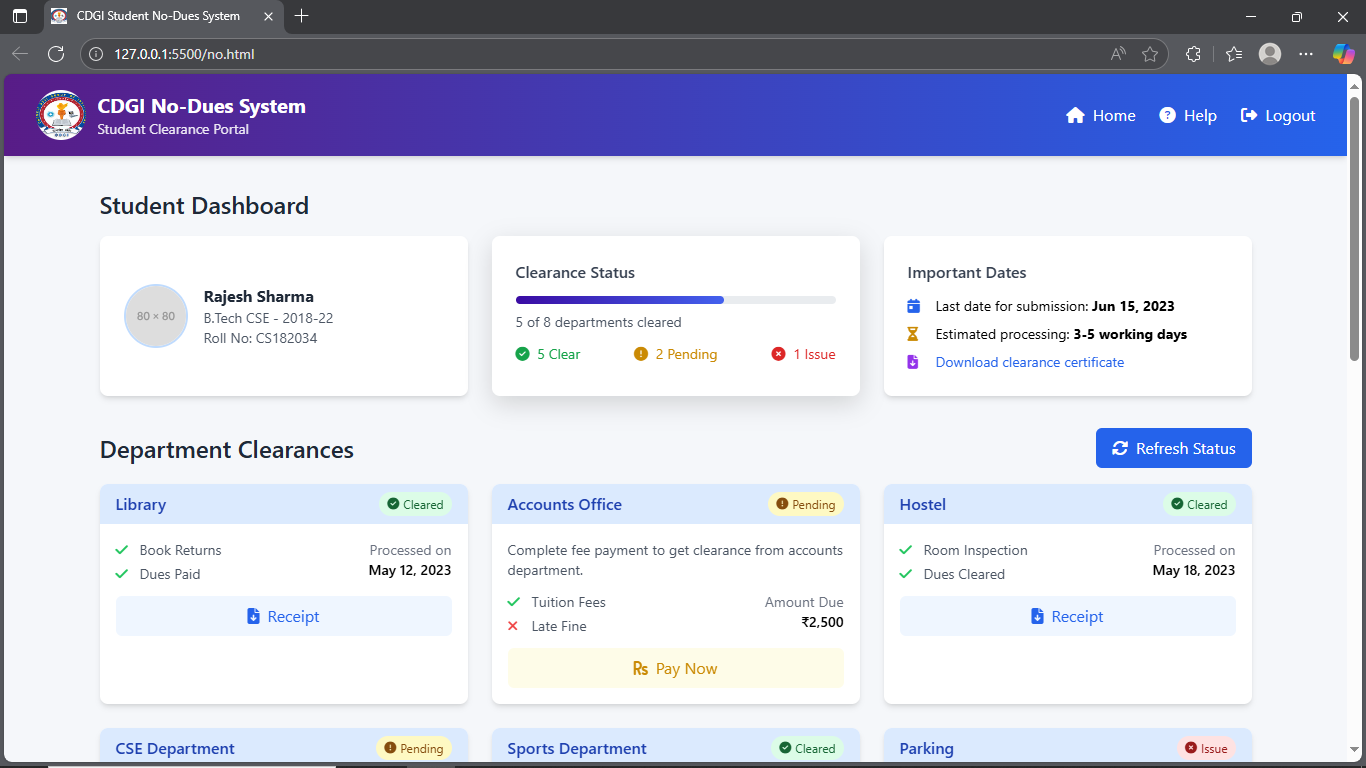 CDGI Student No-Dues System
127.0.0.1:5500/no.html
CDGI No-Dues System
Student Clearance Portal
Home
Help
Logout
Student Dashboard
80 × 80
Rajesh Sharma
B.Tech CSE - 2018-22
Roll No: CS182034
Clearance Status
5 of 8 departments cleared
5 Clear
2 Pending
1 Issue
Important Dates
Last date for submission: Jun 15, 2023
Estimated processing: 3-5 working days
Download clearance certificate
Department Clearances
Refresh Status
Library
Cleared
Book Returns
Dues Paid
Processed on
May 12, 2023
Receipt
Accounts Office
Pending
Complete fee payment to get clearance from accounts
department.
Tuition Fees
Late Fine
Amount Due
₹2,500
Rs Pay Now
Hostel
Cleared
Room Inspection
Dues Cleared
Processed on
May 18, 2023
Receipt
CSE Department
Pending
Sports Department
Cleared
Parking
Issue